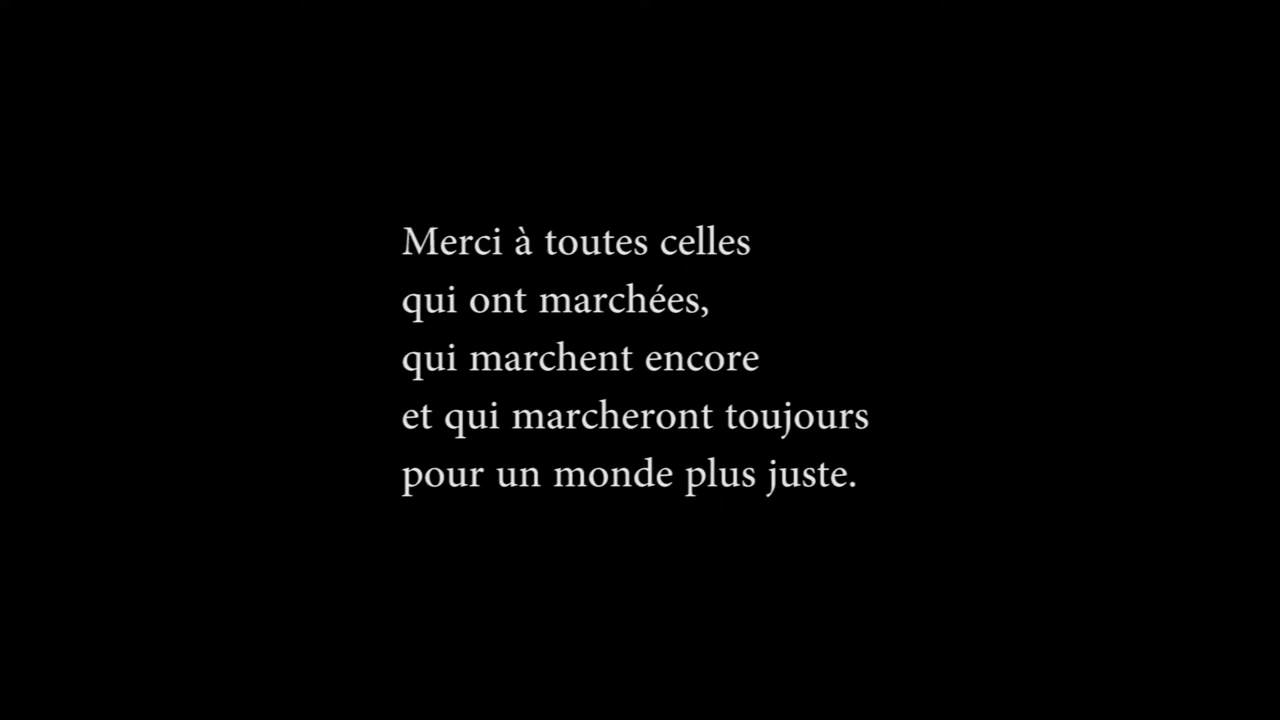 Merci à toutes celles
qui ont marchées,
qui marchent encore
et qui marcheront toujours
pour un monde plus juste.